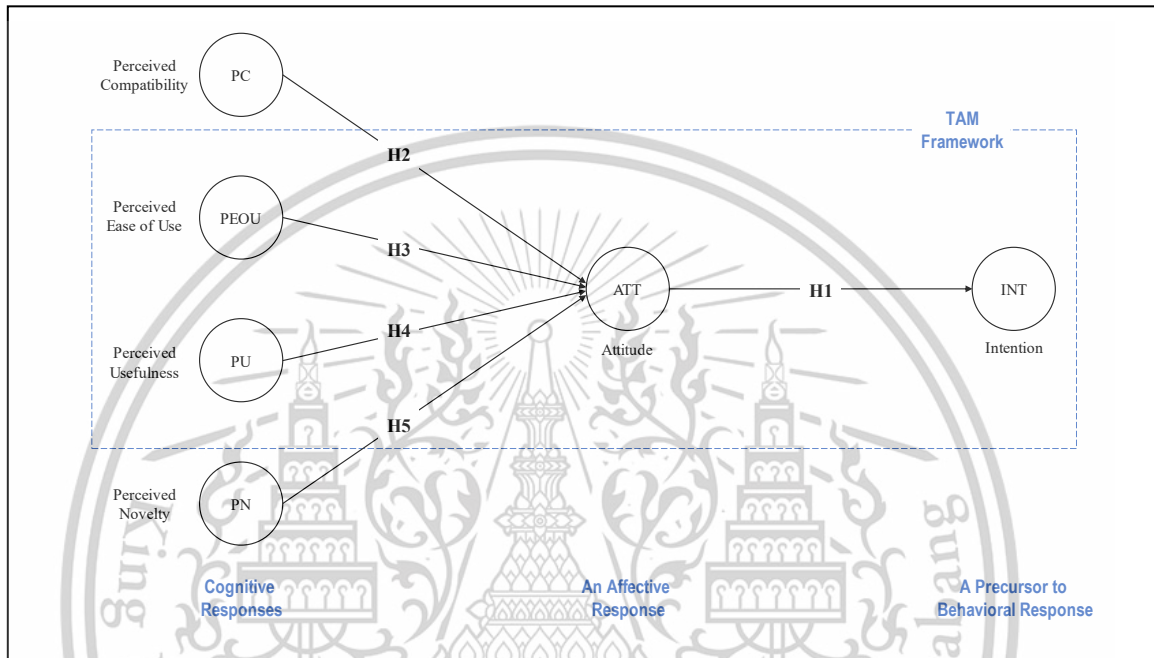 Perceived
Compatibility
PC
TAM
Framework
H2
Perceived
Ease of Use
PEOU
H3
ATT
H1
INT
H4
Attitude
Intention
Perceived
Usefulness
PU
H5
Perceived
Novelty
PN
Cognitive
Responses
An Affective
Response
A Precursor to
Behavioral Response